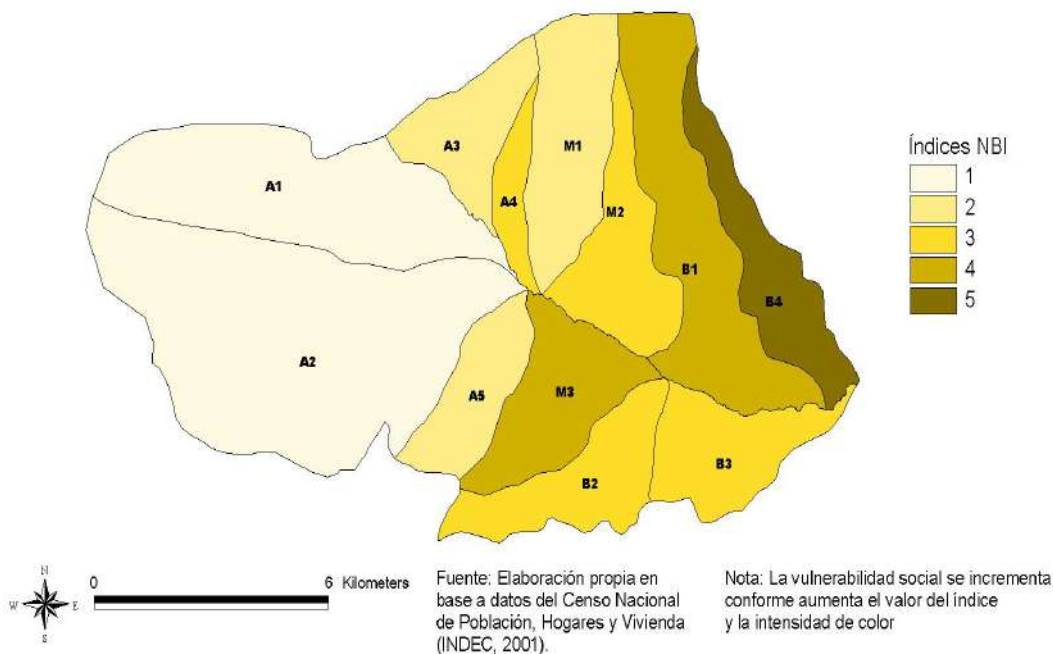 A1
A2
A3
A4
A5
M1
M2
M3
B1
B2
B3
B4
Índices NBI
1
2
3
4
5
N
W
E
S
0
6 Kilometers
Fuente: Elaboración propia en
base a datos del Censo Nacional
de Población, Hogares y Vivienda
(INDEC, 2001).
Nota: La vulnerabilidad social se incrementa
conforme aumenta el valor del índice
y la intensidad de color